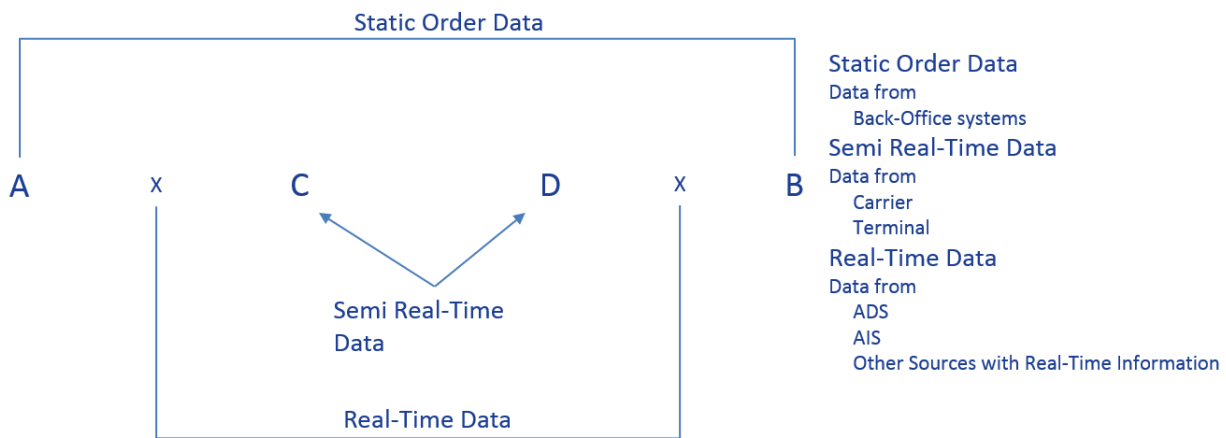 Static Order Data
A x C D x B
Semi Real-Time
Data
Real-Time Data
Static Order Data
Data from
Back-Office systems
Semi Real-Time Data
Data from
Carrier
Terminal
Real-Time Data
Data from
ADS
AIS
Other Sources with Real-Time Information